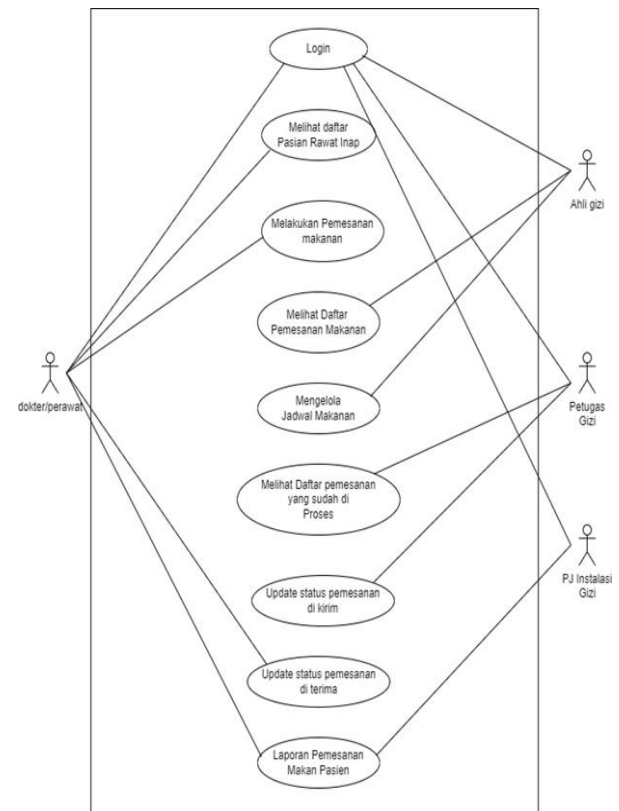 Login
Melihat daftar
Pasian Rawat Inap
Melakukan Pemesanan
makanan
Melihat Daftar
Pemesanan Makanan
Mengelola
Jadwal Makanan
Melihat Daftar pemesanan
yang sudah di
Proses
Update status pemesanan
di kirim
Update status pemesanan
di terima
Laporan Pemesanan
Makan Pasien
dokter/perawat
Ahli gizi
Petugas
Gizi
PJ Instalasi
Gizi